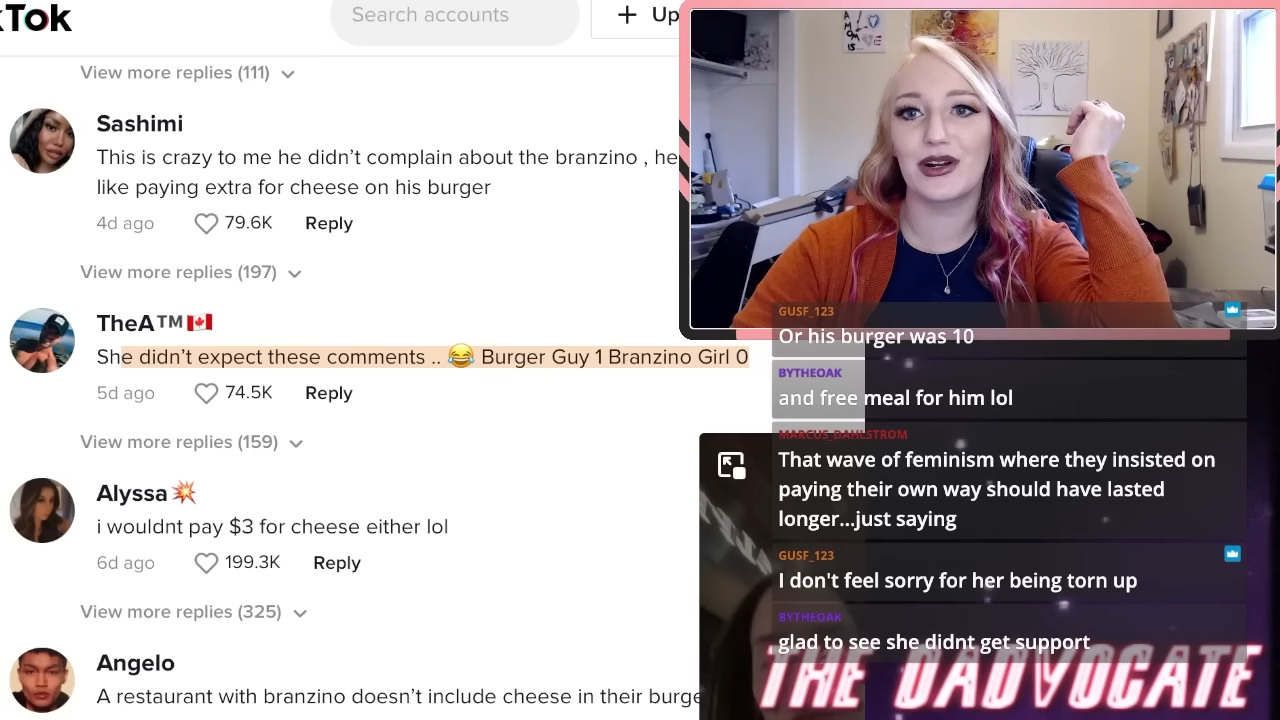 kTok
Search accounts
+ Up
View more replies (111)
Sashimi
This is crazy to me he didn't complain about the branzino , he
like paying extra for cheese on his burger
4d ago 79.6K Reply
View more replies (197)
TheA™🇨🇦
She didn't expect these comments .. 😂 Burger Guy 1 Branzino Girl 0
5d ago 74.5K Reply
View more replies (159)
Alyssa💥
i wouldnt pay $3 for cheese either lol
6d ago 199.3K Reply
View more replies (325)
Angelo
A restaurant with branzino doesn't include cheese in their burge
GUSF_123
Or his burger was 10
BYTHEOAK
and free meal for him lol
MARCUS_DAHLSTROM
That wave of feminism where they insisted on
paying their own way should have lasted
longer...just saying
GUSF_123
I don't feel sorry for her being torn up
BYTHEOAK
glad to see she didnt get support
THE DADVOCATE